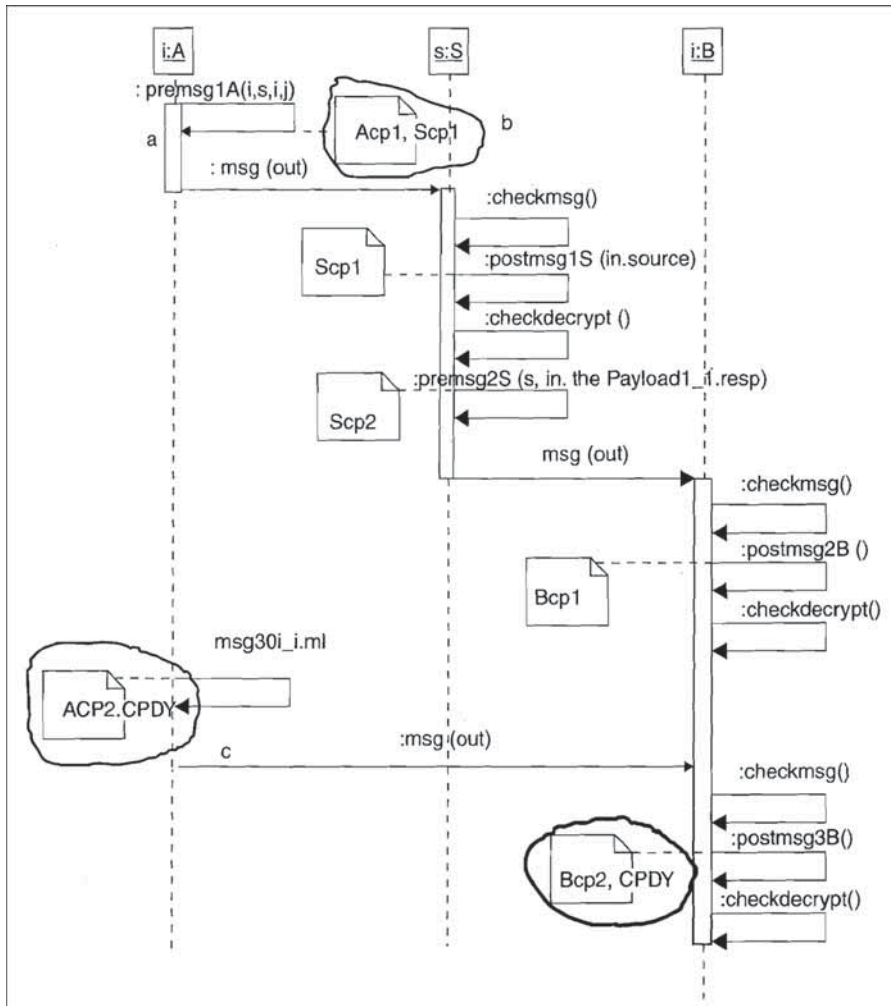 i:A
s:S
i:B
: premsg1A(i,s,i,j)
a
Acp1, Scp1
b
: msg (out)
:checkmsg()
Scp1
:postmsg1S (in.source)
:checkdecrypt ()
:premsg2S (s, in. the Payload1_1.resp)
Scp2
msg (out)
:checkmsg()
:postmsg2B ()
Bcp1
:checkdecrypt()
msg30i_i.ml
ACP2.CPDY
:msg (out)
c
:checkmsg()
:postmsg3B()
Bcp2, CPDY
:checkdecrypt()